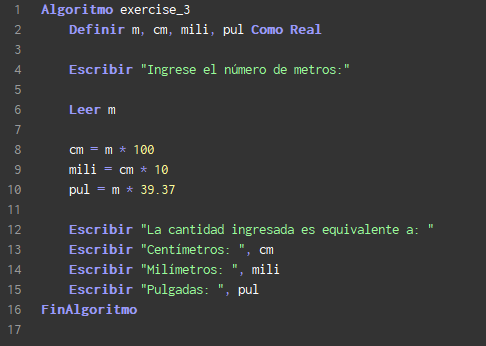 1 Algoritmo exercise_3
2 Definir m, cm, mili, pul Como Real
3
4 Escribir "Ingrese el número de metros:"
5
6 Leer m
7
8 cm = m * 100
9 mili = cm * 10
10 pul = m * 39.37
11
12 Escribir "La cantidad ingresada es equivalente a: "
13 Escribir "Centímetros: ", cm
14 Escribir "Milímetros: ", mili
15 Escribir "Pulgadas: ", pul
16 FinAlgoritmo
17